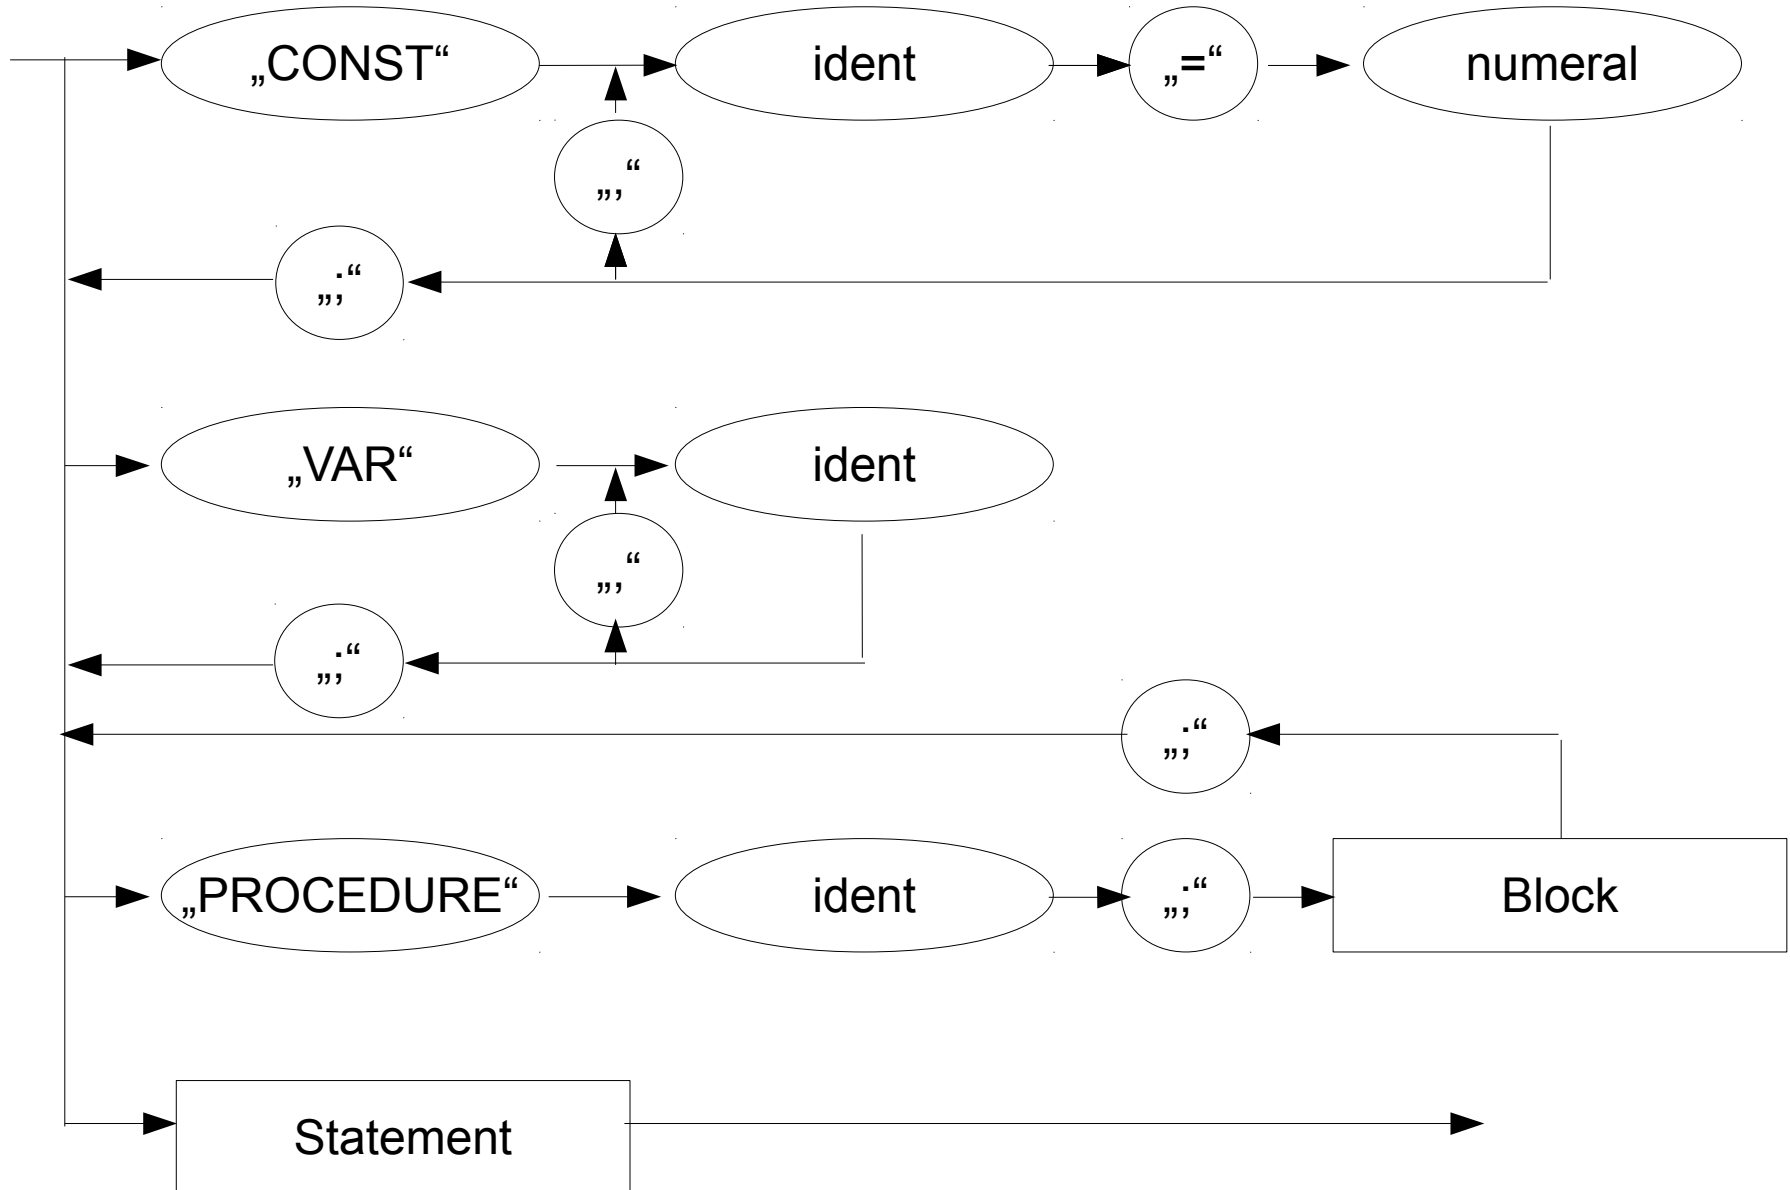 „CONST“ ident „=“ numeral
„,“
„;“
„VAR“ ident
„,“
„;“
„;“
„PROCEDURE“ ident „;“ Block
Statement